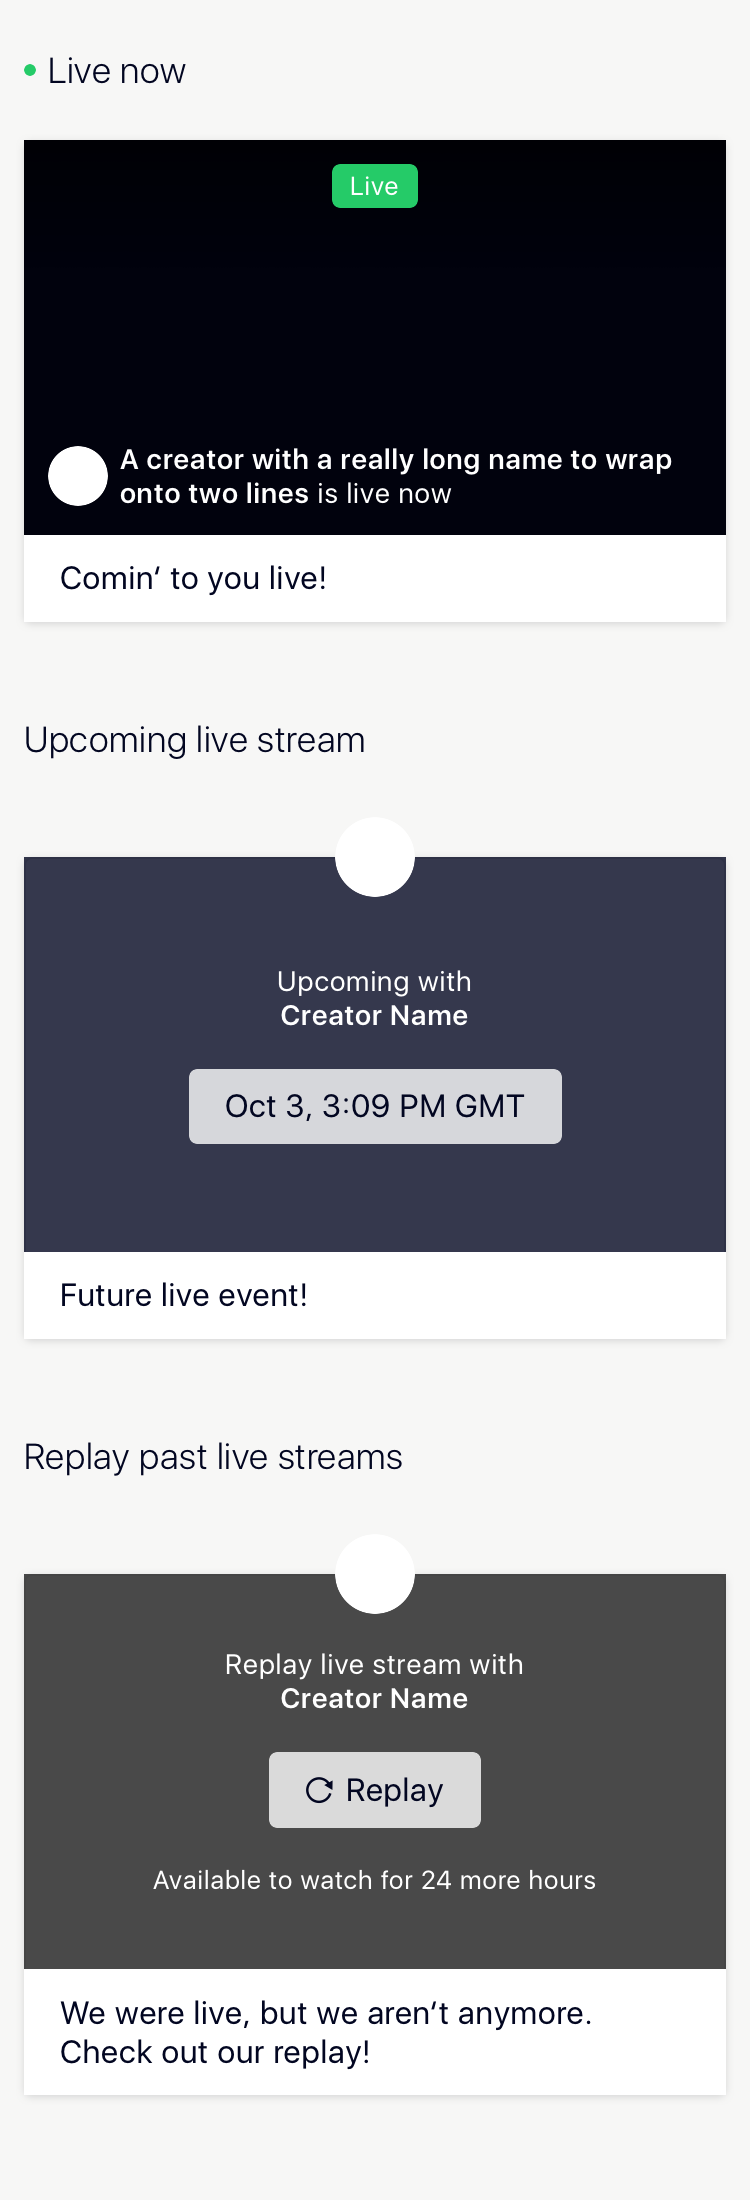 Live now
Live
A creator with a really long name to wrap
onto two lines is live now
Comin’ to you live!
Upcoming live stream
Upcoming with
Creator Name
Oct 3, 3:09 PM GMT
Future live event!
Replay past live streams
Replay live stream with
Creator Name
Replay
Available to watch for 24 more hours
We were live, but we aren’t anymore.
Check out our replay!